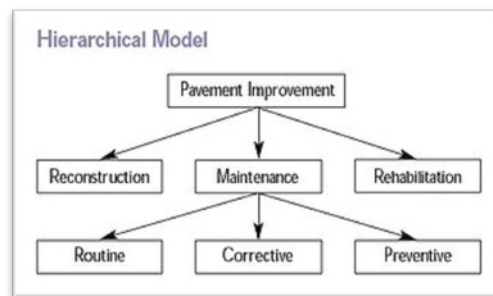 Hierarchical Model
Pavement Improvement
Reconstruction
Maintenance
Rehabilitation
Routine
Corrective
Preventive